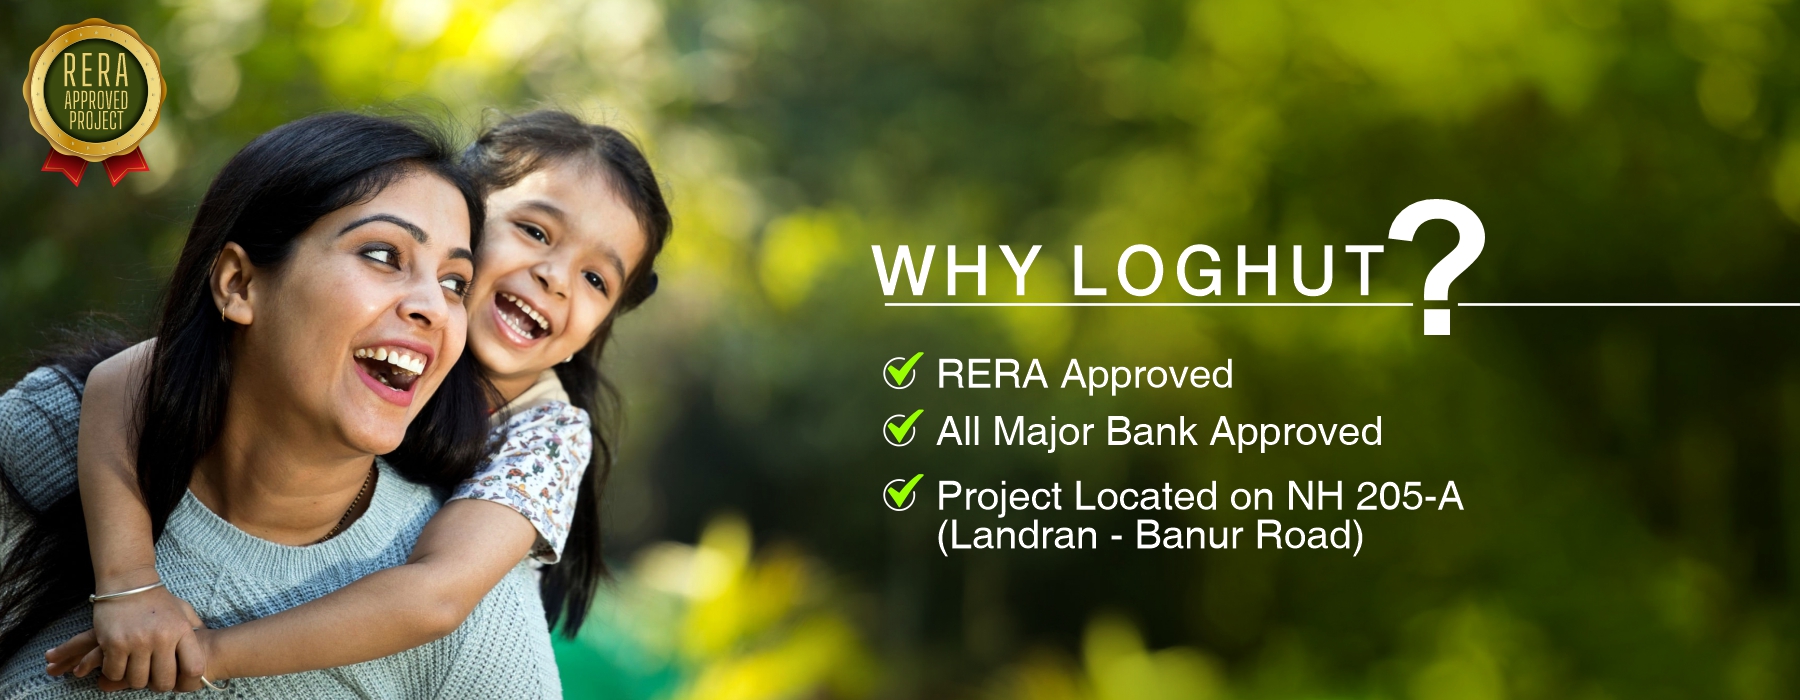 RERA
APPROVED
PROJECT
WHY LOGHUT?
RERA Approved
All Major Bank Approved
Project Located on NH 205-A
(Landran - Banur Road)